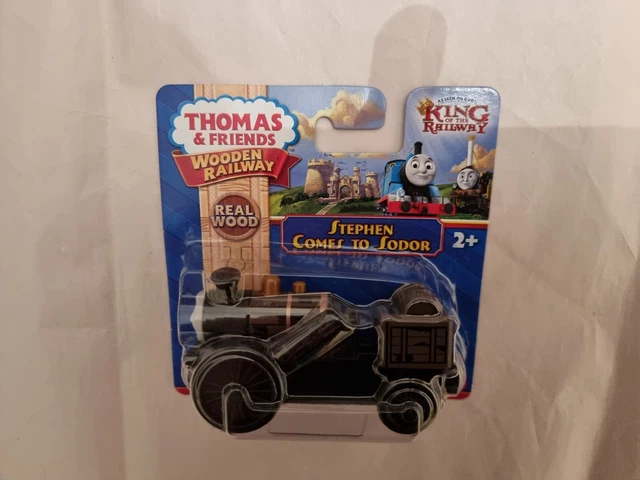 THOMAS
& FRIENDS
WOODEN
RAILWAY
REAL
WOOD
AS SEEN ON DVD!
KING
OF THE
RAILWAY
STEPHEN
COMES TO SODOR
2+